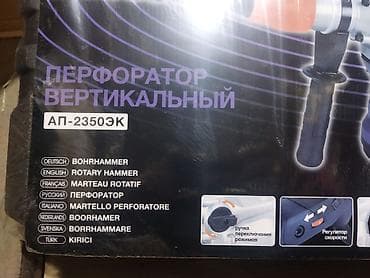 ПЕРФОРАТОР
ВЕРТИКАЛЬНЫЙ
АП-2350ЭК
DEUTSCH BOHRHAMMER
ENGLISH ROTARY HAMMER
FRANÇAIS MARTEAU ROTATIF
РУССКИЙ ПЕРФОРАТОР
ITALIANO MARTELLO PERFORATORE
NEDERLANDS BOORHAMER
SVENSKA BORRHAMMARE
TÜRK KIRICI
ручка
переключения
режимов
Регулятор
скорости